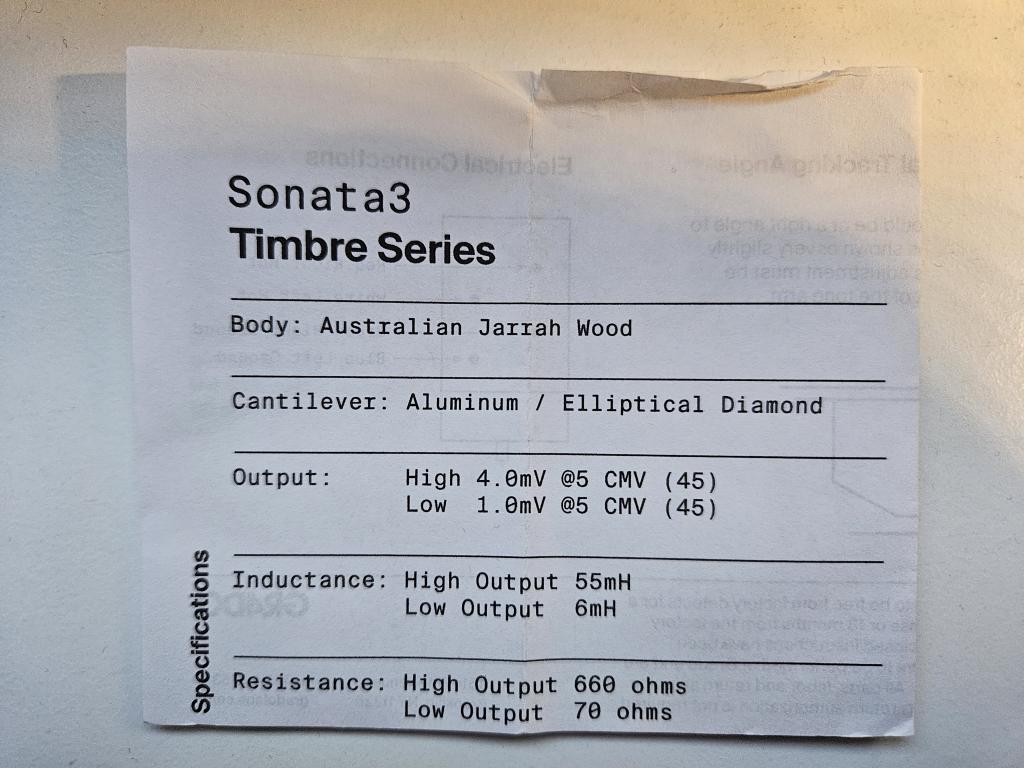 Sonata3
Timbre Series
Body: Australian Jarrah Wood
Cantilever: Aluminum / Elliptical Diamond
Output: High 4.0mV @5 CMV (45)
Low 1.0mV @5 CMV (45)
Inductance: High Output 55mH
Low Output 6mH
Resistance: High Output 660 ohms
Low Output 70 ohms
Specifications